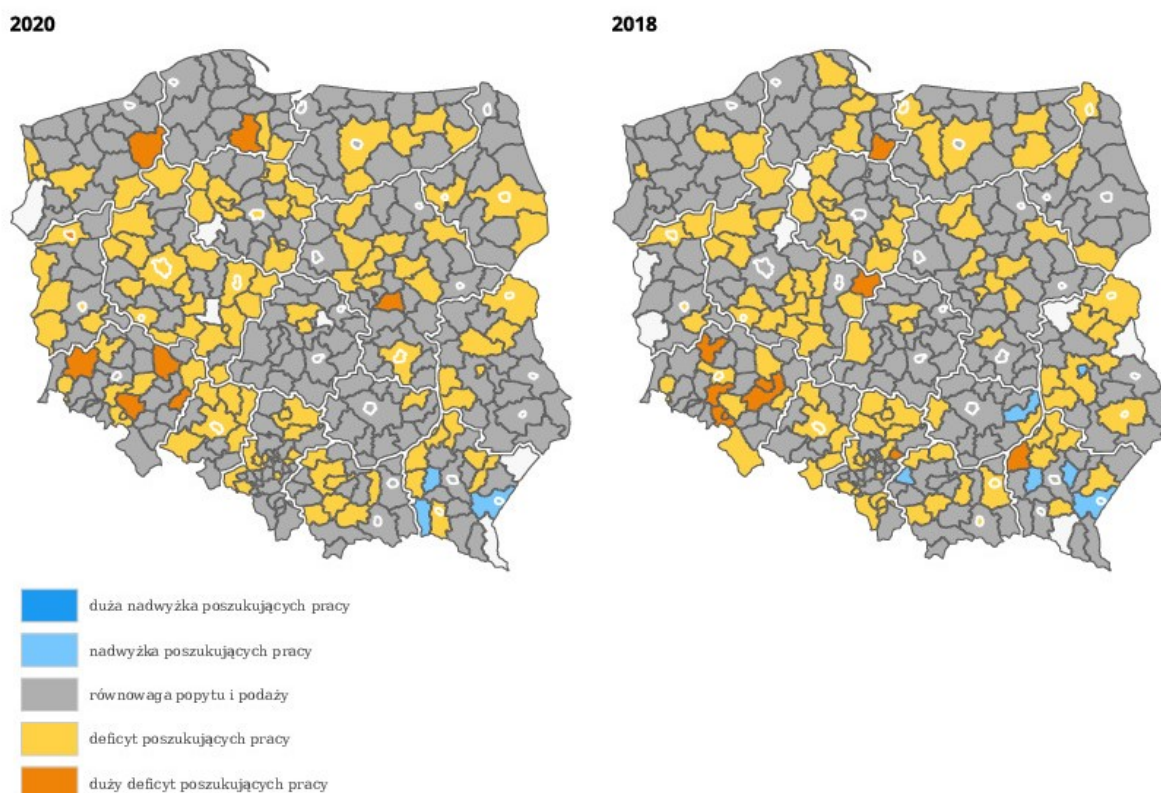 2020
2018
duża nadwyżka poszukujących pracy
nadwyżka poszukujących pracy
równowaga popytu i podaży
deficyt poszukujących pracy
duży deficyt poszukujących pracy